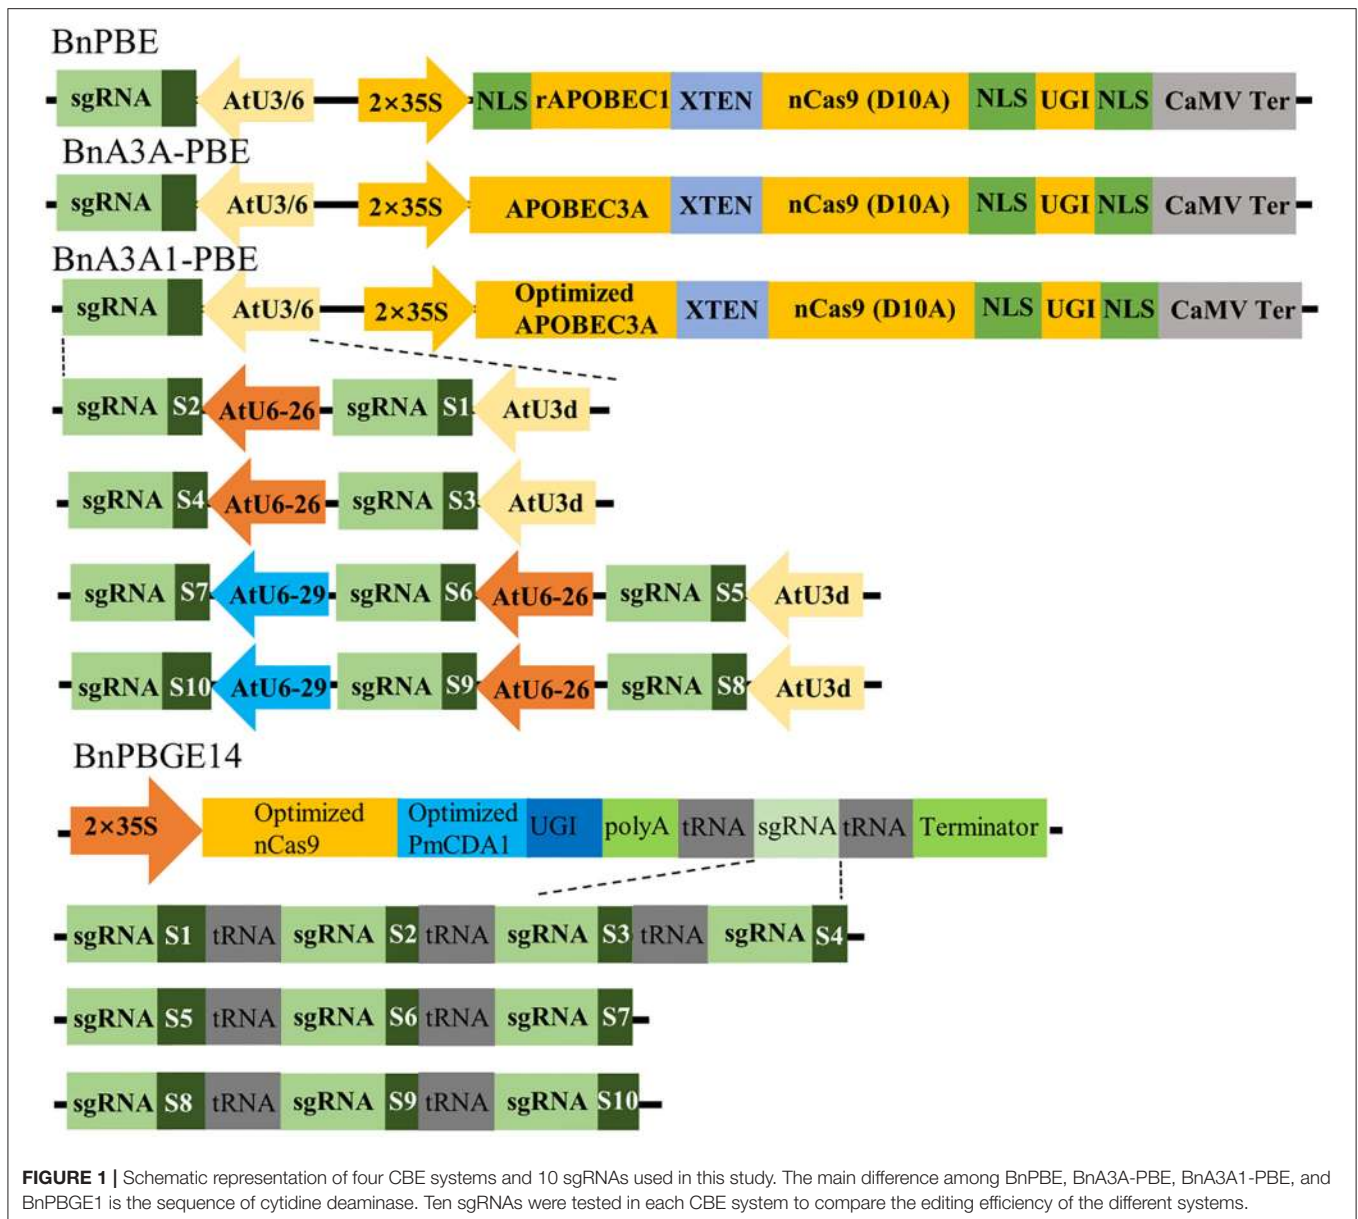 BnPBE
sgRNA AtU3/6 2×35S NLS rAPOBEC1 XTEN nCas9 (D10A) NLS UGI NLS CaMV Ter
BnA3A-PBE
sgRNA AtU3/6 2×35S APOBEC3A XTEN nCas9 (D10A) NLS UGI NLS CaMV Ter
BnA3A1-PBE
sgRNA AtU3/6 2×35S Optimized APOBEC3A XTEN nCas9 (D10A) NLS UGI NLS CaMV Ter
sgRNA S2 AtU6-26 sgRNA S1 AtU3d
sgRNA S4 AtU6-26 sgRNA S3 AtU3d
sgRNA S7 AtU6-29 sgRNA S6 AtU6-26 sgRNA S5 AtU3d
sgRNA S10 AtU6-29 sgRNA S9 AtU6-26 sgRNA S8 AtU3d
BnPBGE14
2×35S Optimized nCas9 Optimized PmCDA1 UGI polyA tRNA sgRNA tRNA Terminator
sgRNA S1 tRNA sgRNA S2 tRNA sgRNA S3 tRNA sgRNA S4
sgRNA S5 tRNA sgRNA S6 tRNA sgRNA S7
sgRNA S8 tRNA sgRNA S9 tRNA sgRNA S10
FIGURE 1 | Schematic representation of four CBE systems and 10 sgRNAs used in this study. The main difference among BnPBE, BnA3A-PBE, BnA3A1-PBE, and
BnPBGE1 is the sequence of cytidine deaminase. Ten sgRNAs were tested in each CBE system to compare the editing efficiency of the different systems.